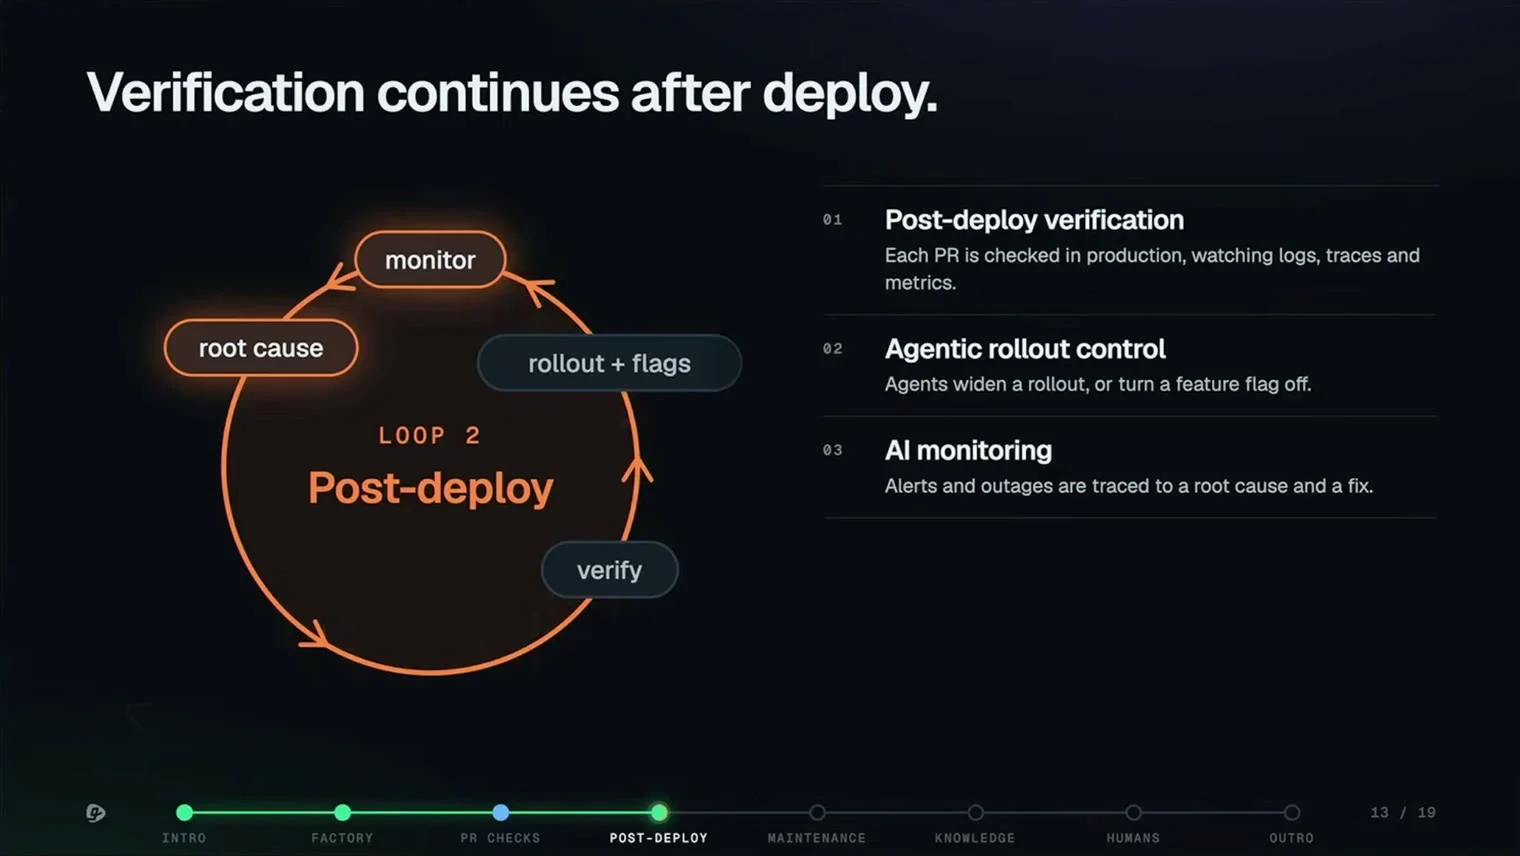 Verification continues after deploy.
monitor
root cause
rollout + flags
LOOP 2
Post-deploy
verify
01
Post-deploy verification
Each PR is checked in production, watching logs, traces and
metrics.
02
Agentic rollout control
Agents widen a rollout, or turn a feature flag off.
03
AI monitoring
Alerts and outages are traced to a root cause and a fix.
INTRO
FACTORY
PR CHECKS
POST-DEPLOY
MAINTENANCE
KNOWLEDGE
HUMANS
OUTRO
13 / 19